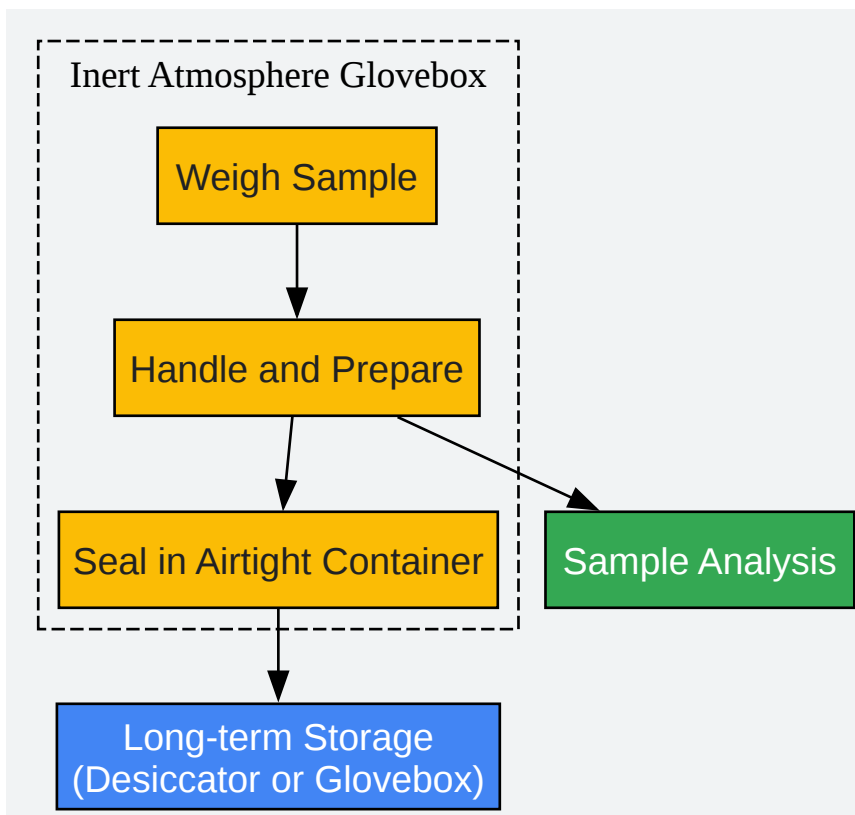 Inert Atmosphere Glovebox
Weigh Sample
Handle and Prepare
Seal in Airtight Container
Sample Analysis
Long-term Storage
(Desiccator or Glovebox)